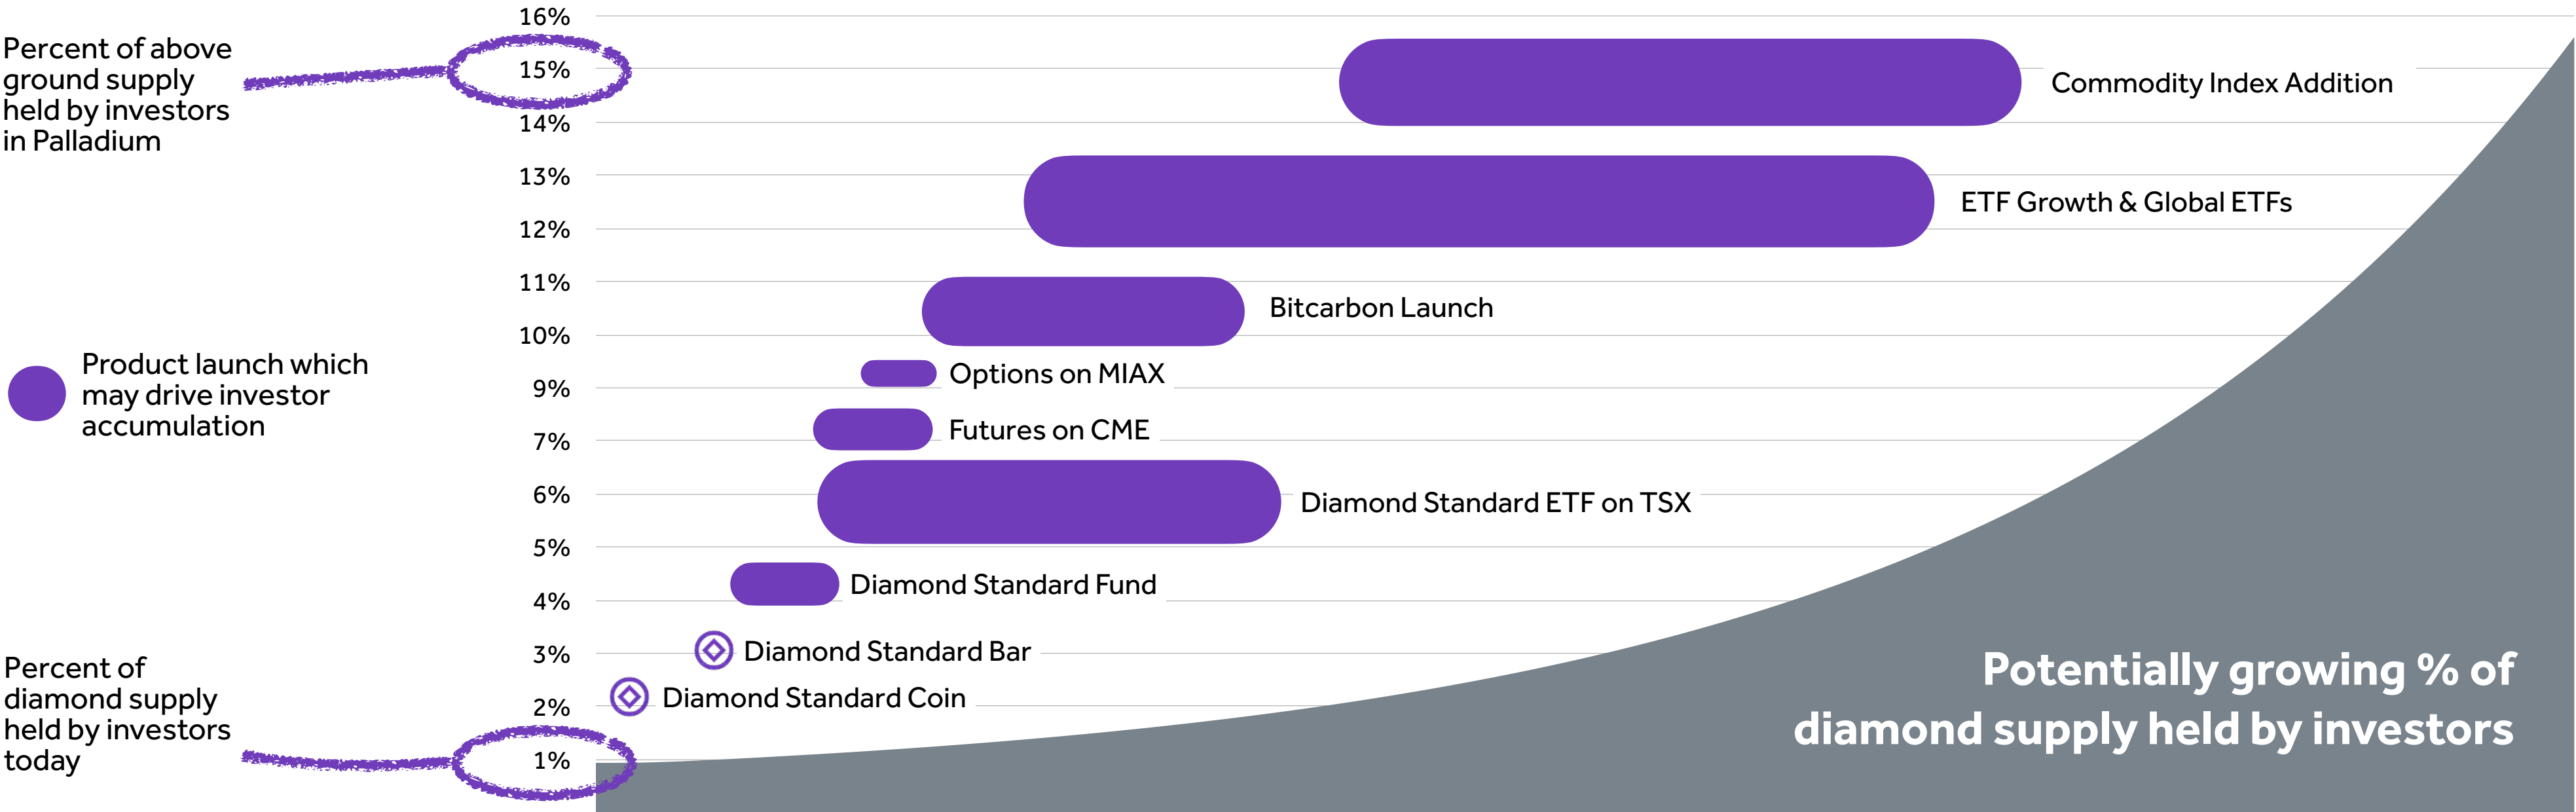 16%
Percent of above
ground supply
held by investors
in Palladium
15%
Commodity Index Addition
14%
13%
ETF Growth & Global ETFs
12%
11%
Bitcarbon Launch
10%
Product launch which
may drive investor
accumulation
Options on MIAX
9%
Futures on CME
7%
6%
Diamond Standard ETF on TSX
5%
Diamond Standard Fund
4%
3%
Diamond Standard Bar
Percent of
diamond supply
held by investors
today
2%
Diamond Standard Coin
1%
Potentially growing % of
diamond supply held by investors